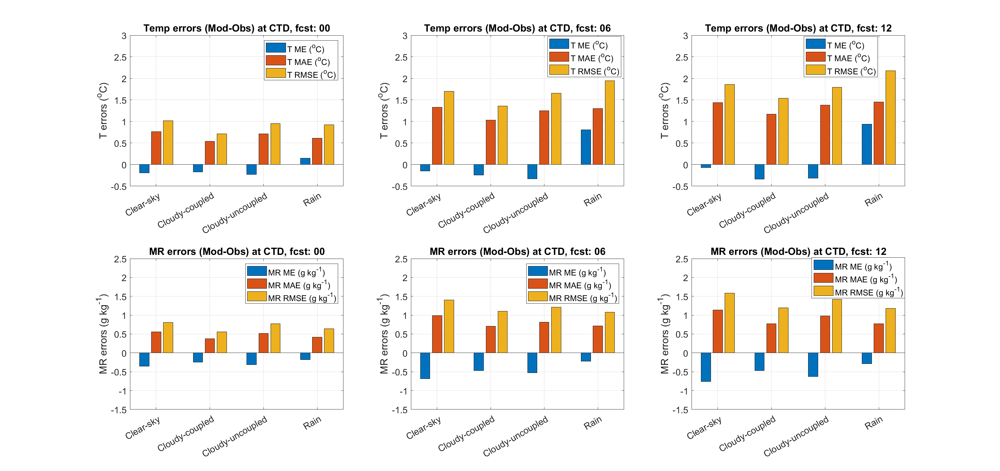 Temp errors (Mod-Obs) at CTD, fcst: 00
3
2.5
2
1.5
1
0.5
0
-0.5
T errors (°C)
T ME (°C)
T MAE (°C)
T RMSE (°C)
Clear-sky
Cloudy-coupled
Cloudy-uncoupled
Rain
Temp errors (Mod-Obs) at CTD, fcst: 06
3
2.5
2
1.5
1
0.5
0
-0.5
T errors (°C)
T ME (°C)
T MAE (°C)
T RMSE (°C)
Clear-sky
Cloudy-coupled
Cloudy-uncoupled
Rain
Temp errors (Mod-Obs) at CTD, fcst: 12
3
2.5
2
1.5
1
0.5
0
-0.5
T errors (°C)
T ME (°C)
T MAE (°C)
T RMSE (°C)
Clear-sky
Cloudy-coupled
Cloudy-uncoupled
Rain
MR errors (Mod-Obs) at CTD, fcst: 00
2.5
2
1.5
1
0.5
0
-0.5
-1
-1.5
MR errors (g kg⁻¹)
MR ME (g kg⁻¹)
MR MAE (g kg⁻¹)
MR RMSE (g kg⁻¹)
Clear-sky
Cloudy-coupled
Cloudy-uncoupled
Rain
MR errors (Mod-Obs) at CTD, fcst: 06
2.5
2
1.5
1
0.5
0
-0.5
-1
-1.5
MR errors (g kg⁻¹)
MR ME (g kg⁻¹)
MR MAE (g kg⁻¹)
MR RMSE (g kg⁻¹)
Clear-sky
Cloudy-coupled
Cloudy-uncoupled
Rain
MR errors (Mod-Obs) at CTD, fcst: 12
2.5
2
1.5
1
0.5
0
-0.5
-1
-1.5
MR errors (g kg⁻¹)
MR ME (g kg⁻¹)
MR MAE (g kg⁻¹)
MR RMSE (g kg⁻¹)
Clear-sky
Cloudy-coupled
Cloudy-uncoupled
Rain